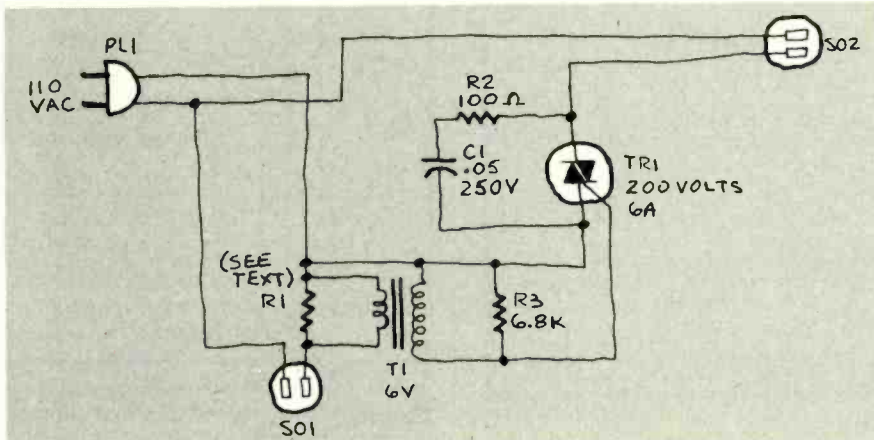 PL1
110
VAC
SO2
R2
100Ω
C1
.05
250V
TR1
200 VOLTS
6A
(SEE
TEXT)
R1
R3
6.8K
T1
6V
SO1